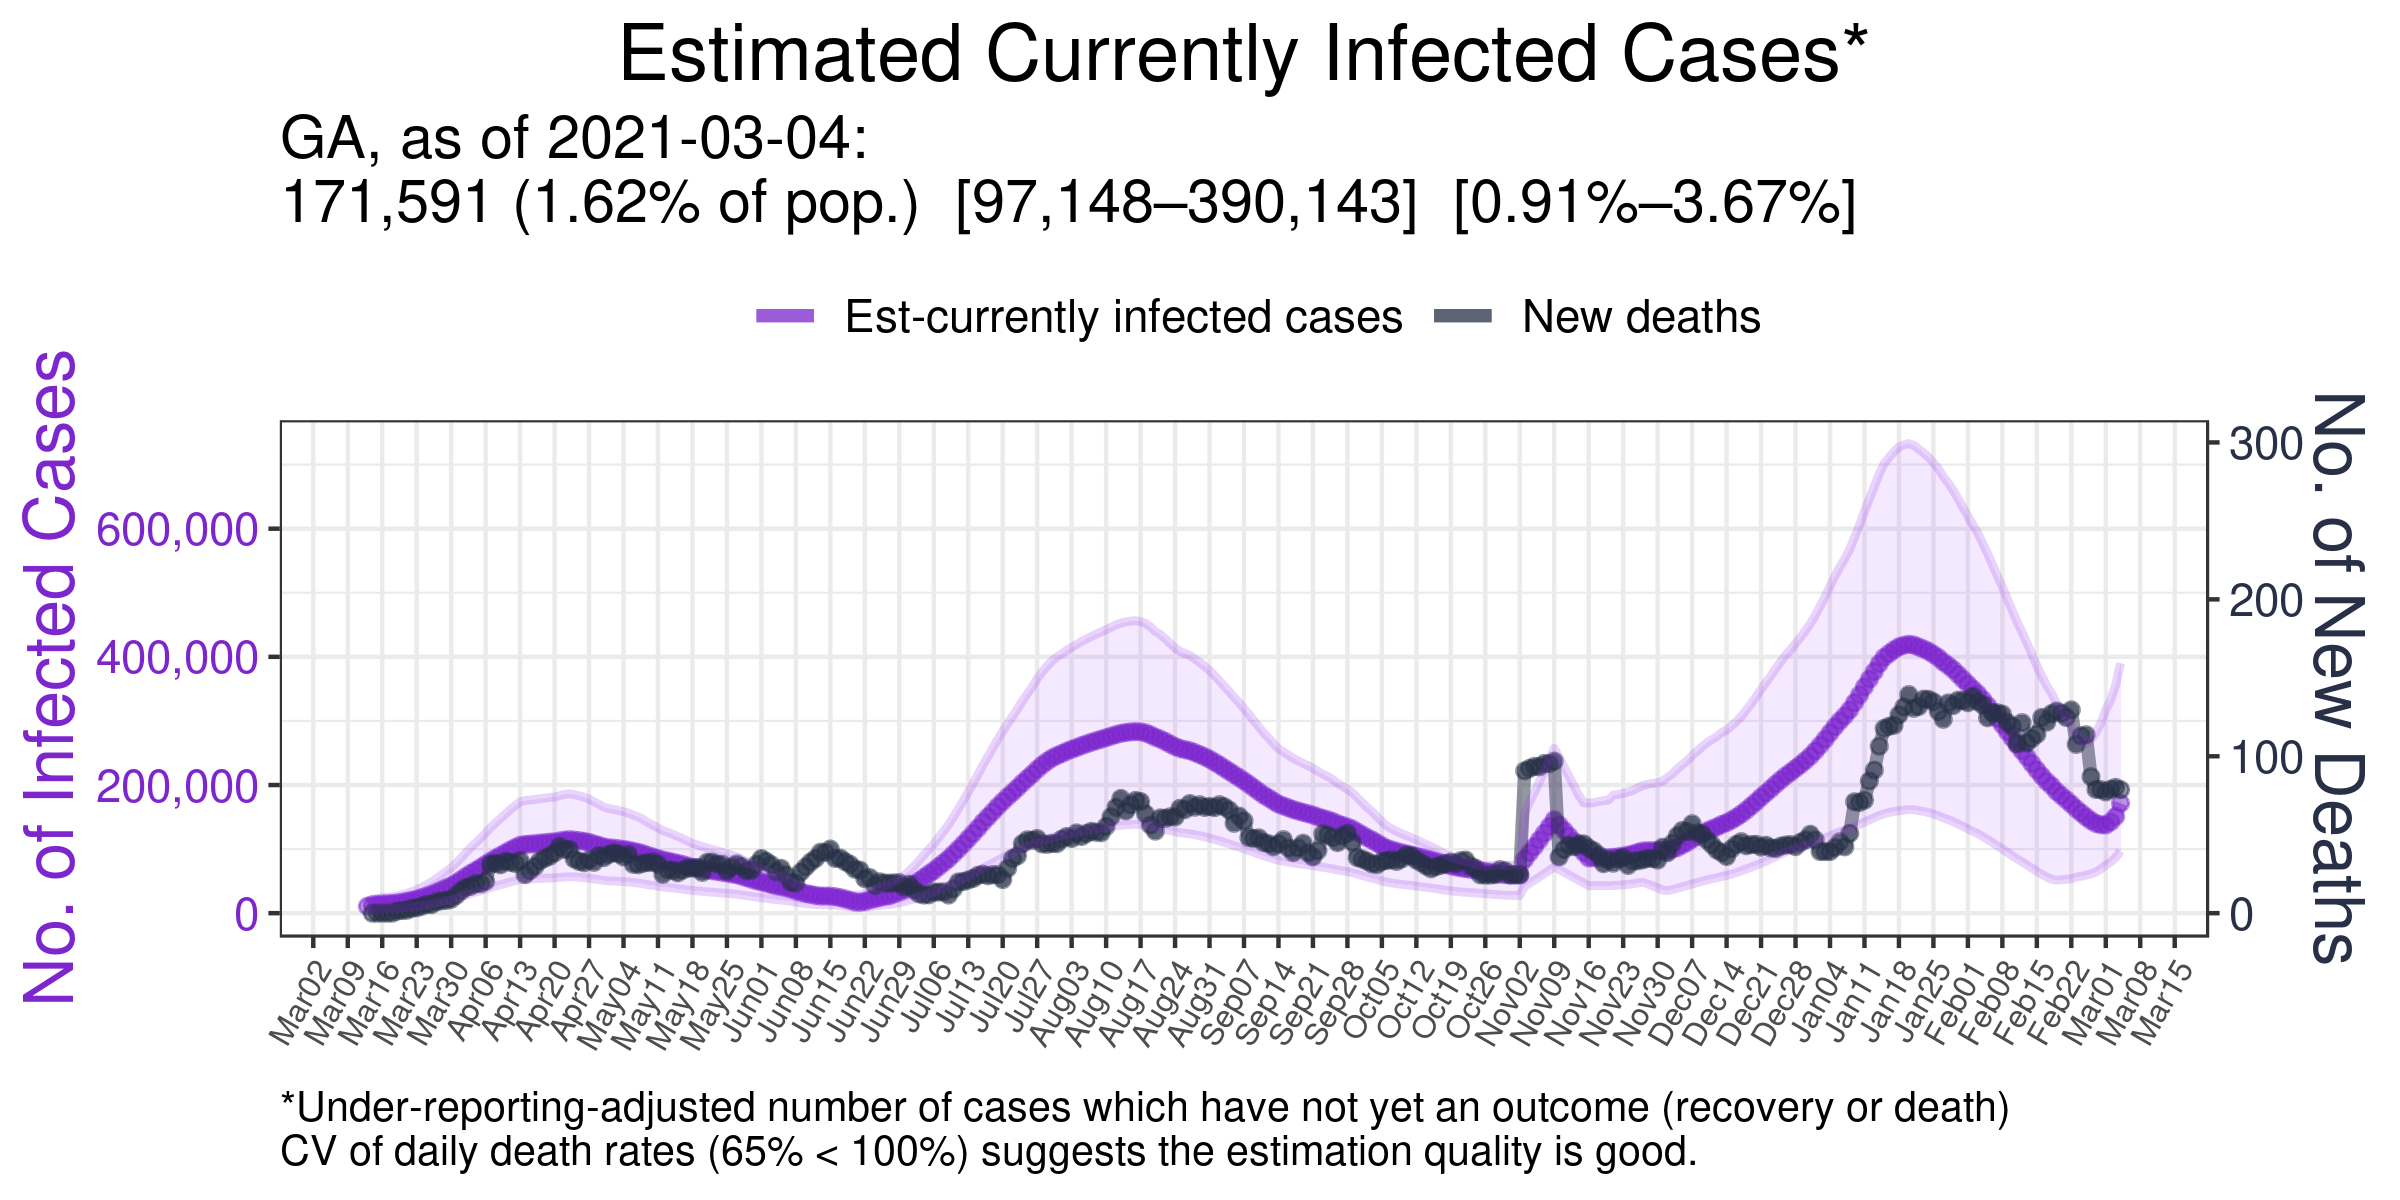 Estimated Currently Infected Cases*
GA, as of 2021-03-04:
171,591 (1.62% of pop.) [97,148–390,143] [0.91%–3.67%]
Est-currently infected cases New deaths
No. of Infected Cases
600,000
400,000
200,000
0
300
200
100
0
No. of New Deaths
Mar02 Mar09 Mar16 Mar23 Mar30 Apr06 Apr13 Apr20 Apr27 May04 May11 May18 May25 Jun01 Jun08 Jun15 Jun22 Jun29 Jul06 Jul13 Jul20 Jul27 Aug03 Aug10 Aug17 Aug24 Aug31 Sep07 Sep14 Sep21 Sep28 Oct05 Oct12 Oct19 Oct26 Nov02 Nov09 Nov16 Nov23 Nov30 Dec07 Dec14 Dec21 Dec28 Jan04 Jan11 Jan18 Jan25 Feb01 Feb08 Feb15 Feb22 Mar01 Mar08 Mar15
*Under-reporting-adjusted number of cases which have not yet an outcome (recovery or death)
CV of daily death rates (65% < 100%) suggests the estimation quality is good.